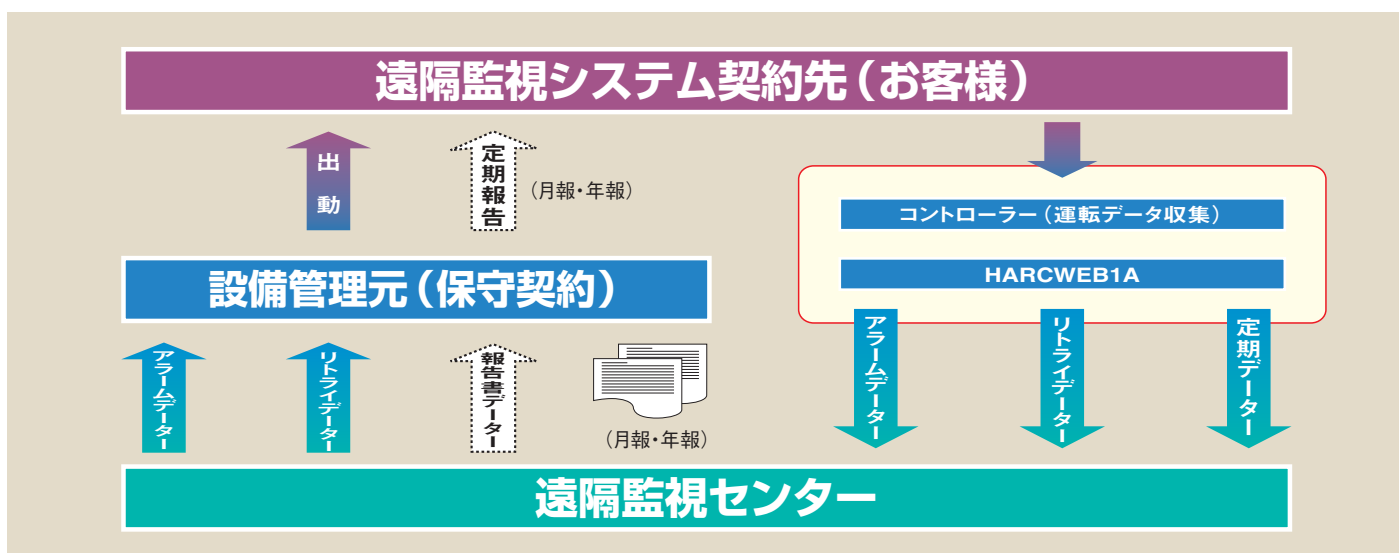 遠隔監視システム契約先（お客様）
出動
定期報告
（月報・年報）
コントローラー（運転データ収集）
HARCWEB1A
設備管理元（保守契約）
アラームデーター
リトライデーター
報告書データー
（月報・年報）
アラームデーター
リトライデーター
定期データー
遠隔監視センター